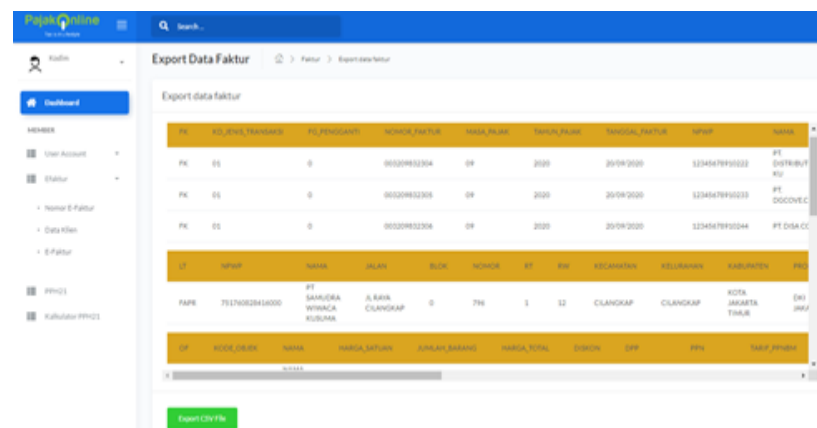 PajakOnline
Search...
Kodim
Export Data Faktur > Faktur > Export data faktur
Dashboard
Export data faktur
MEMBER
User Account
Efaktur
Nomor E-Faktur
Data Klien
E-Faktur
PPH21
Kalkulator PPH21
FK KD_JENIS_TRANSAKSI FG_PENGGANTI NOMOR_FAKTUR MASA_PAJAK TAHUN_PAJAK TANGGAL_FAKTUR NPWP NAMA
FK 01 0 003209832304 09 2020 20/09/2020 12345678910222 PT DISTRIBUT KU
FK 01 0 003209832305 09 2020 20/09/2020 12345678910233 PT DGCOVE.C
FK 01 0 003209832306 09 2020 20/09/2020 12345678910244 PT DISA CO
LT NPWP NAMA JALAN BLOK NOMOR RT RW KECAMATAN KELURAHAN KABUPATEN PRO
FAPR 751760828416000 PT SAMUDRA WIWACA KUSUMA JL RAYA CILANGKAP 0 796 1 12 CILANGKAP CILANGKAP KOTA JAKARTA TIMUR DKI JAKA
OF KODE_OBJEK NAMA HARGA_SATUAN JUMLAH_BARANG HARGA_TOTAL DISKON DPP PPN TARIF_PPNBM
Export CSV File